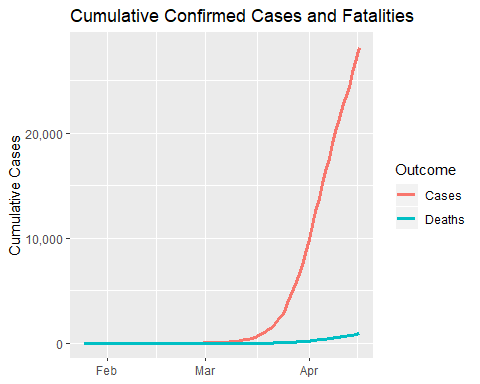 Cumulative Confirmed Cases and Fatalities
Cumulative Cases
20,000
10,000
0
Feb
Mar
Apr
Outcome
Cases
Deaths